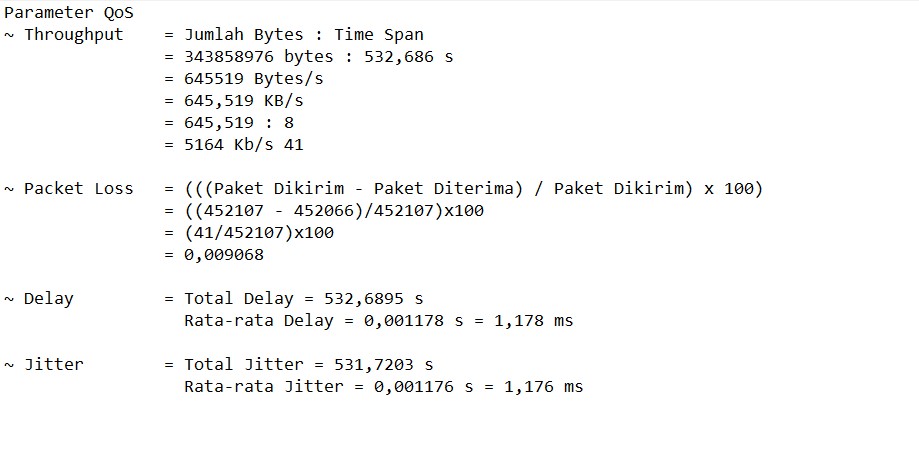 Parameter QoS
~ Throughput = Jumlah Bytes : Time Span
= 343858976 bytes : 532,686 s
= 645519 Bytes/s
= 645,519 KB/s
= 645,519 : 8
= 5164 Kb/s 41
~ Packet Loss = (((Paket Dikirim - Paket Diterima) / Paket Dikirim) x 100)
= ((452107 - 452066)/452107)x100
= (41/452107)x100
= 0,009068
~ Delay = Total Delay = 532,6895 s
Rata-rata Delay = 0,001178 s = 1,178 ms
~ Jitter = Total Jitter = 531,7203 s
Rata-rata Jitter = 0,001176 s = 1,176 ms